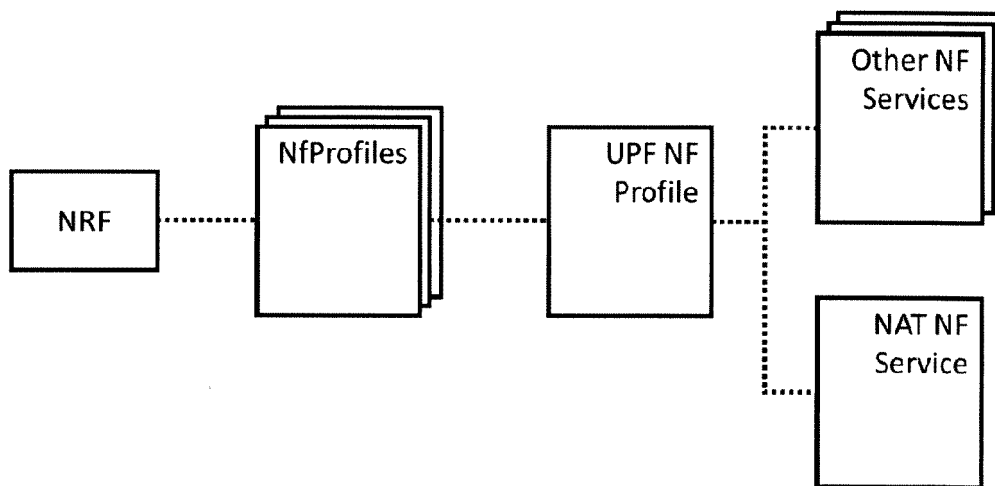 NRF
NfProfiles
UPF NF
Profile
Other NF
Services
NAT NF
Service